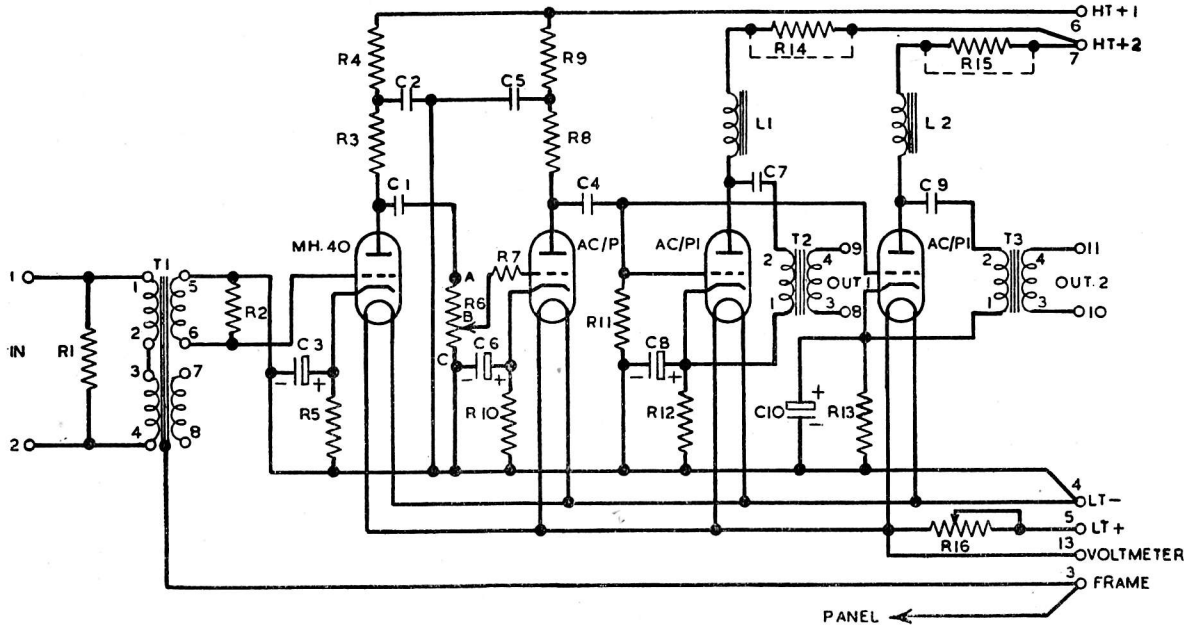 HT+1
6
HT+2
7
R4
R9
R14
R15
C2
C5
R3
R8
L1
L2
C1
C4
C7
C9
MH.40
AC/P
AC/P1
AC/P1
T1
T2
T3
1
1
5
R7
A
R6
B
C
2
4
9
OUT.1
2
4
11
OUT.2
IN
R1
2
6
R2
1
3
8
1
3
10
3
7
C3
- +
C6
- +
R11
C8
- +
C10
+
-
R13
2
4
8
R5
R10
R12
4
LT-
5
LT+
R16
13
VOLTMETER
3
FRAME
PANEL